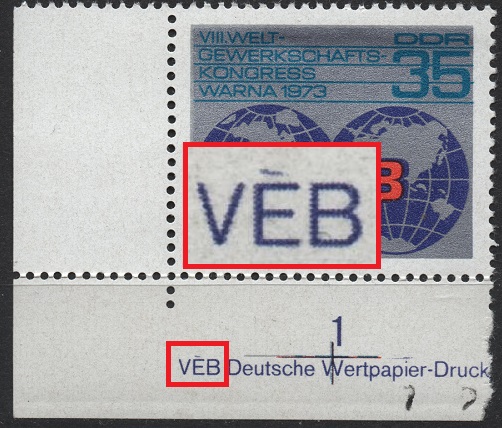 VIII.WELT-
GEWERKSCHAFTS-
KONGRESS
WARNA 1973
DDR
35
B
VÈB
1
VÈB Deutsche Wertpapier-Druck